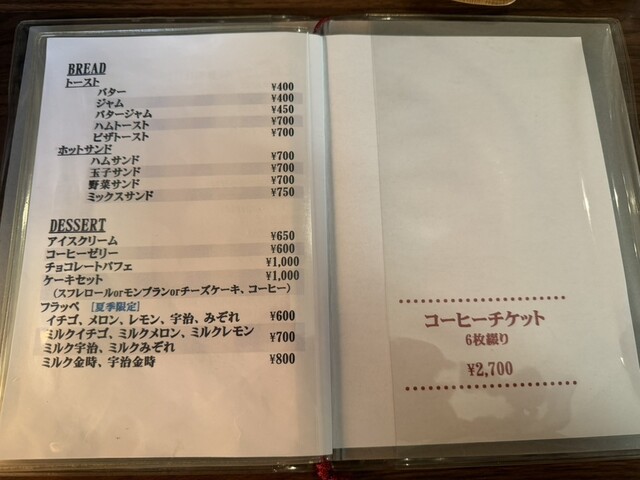 BREAD
トースト
バター ¥400
ジャム ¥400
バタージャム ¥450
ハムトースト ¥700
ピザトースト ¥700
ホットサンド
ハムサンド ¥700
玉子サンド ¥700
野菜サンド ¥700
ミックスサンド ¥750
DESSERT
アイスクリーム ¥650
コーヒーゼリー ¥600
チョコレートパフェ ¥1,000
ケーキセット ¥1,000
(スフレロールorモンブランorチーズケーキ、コーヒー)
フラッペ [夏季限定]
イチゴ、メロン、レモン、宇治、みぞれ ¥600
ミルクイチゴ、ミルクメロン、ミルクレモン
ミルク宇治、ミルクみぞれ ¥700
ミルク金時、宇治金時 ¥800
コーヒーチケット
6枚綴り
¥2,700